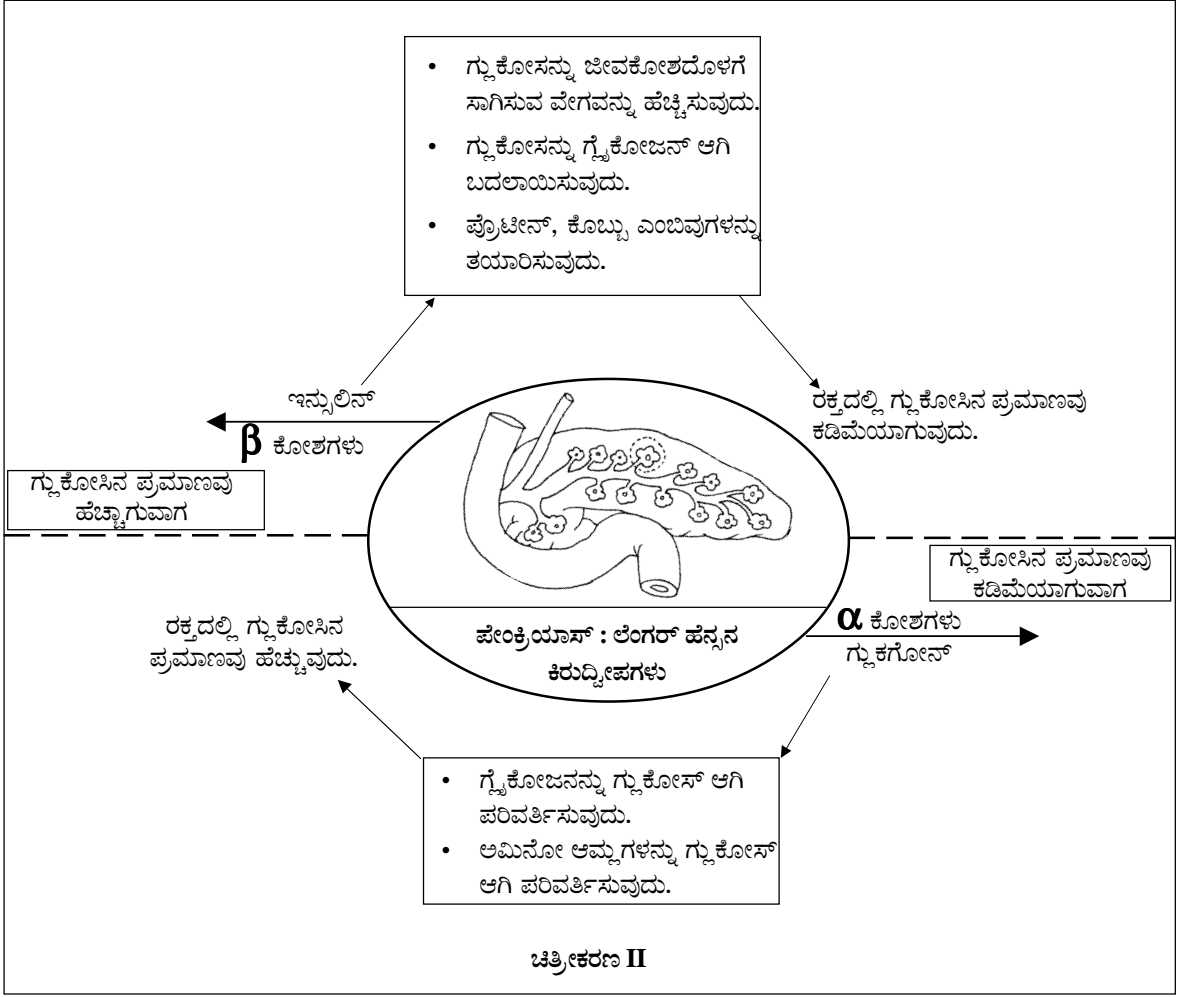 • ಗ್ಲುಕೋಸನ್ನು ಜೀವಕೋಶದೊಳಗೆ
ಸಾಗಿಸುವ ವೇಗವನ್ನು ಹೆಚ್ಚಿಸುವುದು.
• ಗ್ಲುಕೋಸನ್ನು ಗ್ಲೈಕೋಜನ್ ಆಗಿ
ಬದಲಾಯಿಸುವುದು.
• ಪ್ರೊಟೀನ್, ಕೊಬ್ಬು ಎಂಬಿವುಗಳನ್ನು
ತಯಾರಿಸುವುದು.
ಇನ್ಸುಲಿನ್
β ಕೋಶಗಳು
ರಕ್ತದಲ್ಲಿ ಗ್ಲುಕೋಸಿನ ಪ್ರಮಾಣವು
ಕಡಿಮೆಯಾಗುವುದು.
ಗ್ಲುಕೋಸಿನ ಪ್ರಮಾಣವು
ಹೆಚ್ಚಾಗುವಾಗ
ಗ್ಲುಕೋಸಿನ ಪ್ರಮಾಣವು
ಕಡಿಮೆಯಾಗುವಾಗ
ಪೇಂಕ್ರಿಯಾಸ್ : ಲೆಂಗರ್ ಹೆನ್ಸನ
ಕಿರುದ್ವೀಪಗಳು
α ಕೋಶಗಳು
ಗ್ಲುಕಗೋನ್
ರಕ್ತದಲ್ಲಿ ಗ್ಲುಕೋಸಿನ
ಪ್ರಮಾಣವು ಹೆಚ್ಚುವುದು.
• ಗ್ಲೈಕೋಜನನ್ನು ಗ್ಲುಕೋಸ್ ಆಗಿ
ಪರಿವರ್ತಿಸುವುದು.
• ಅಮಿನೋ ಆಮ್ಲಗಳನ್ನು ಗ್ಲುಕೋಸ್
ಆಗಿ ಪರಿವರ್ತಿಸುವುದು.
ಚಿತ್ರೀಕರಣ II